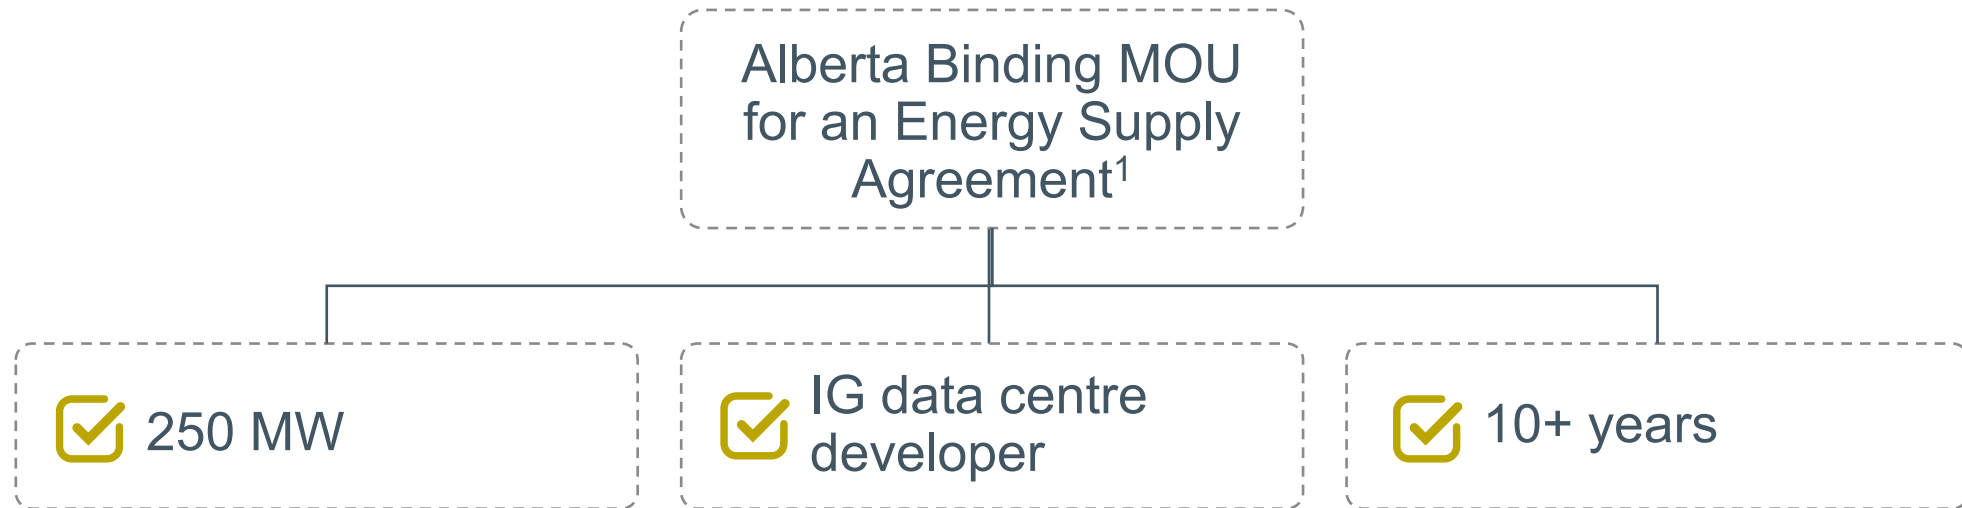 Alberta Binding MOU
for an Energy Supply
Agreement¹
250 MW
IG data centre
developer
10+ years